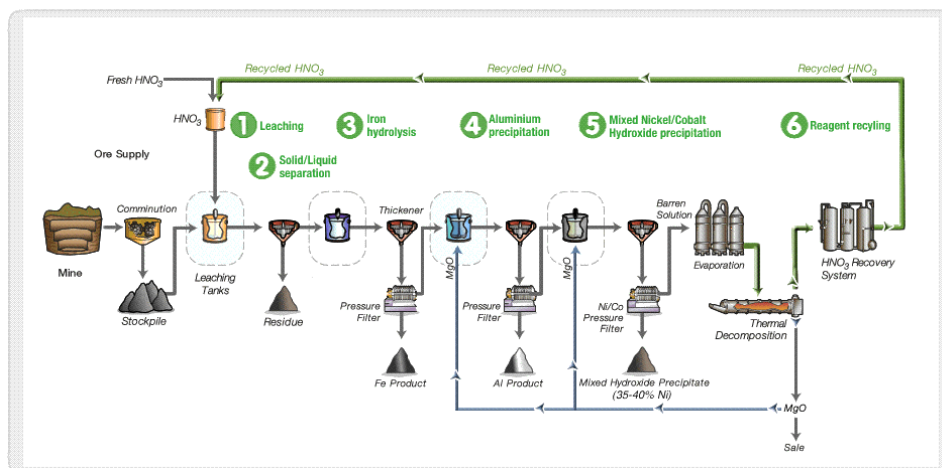 Recycled HNO3
Recycled HNO3
Recycled HNO3
Fresh HNO3
HNO3
1 Leaching
2 Solid/Liquid
separation
3 Iron
hydrolysis
4 Aluminium
precipitation
5 Mixed Nickel/Cobalt
Hydroxide precipitation
6 Reagent recyling
Ore Supply
Comminution
Thickener
Barren
Solution
Mine
Stockpile
Leaching
Tanks
Residue
Pressure
Filter
Fe Product
MgO
Pressure
Filter
Al Product
MgO
Ni/Co
Pressure
Filter
Mixed Hydroxide Precipitate
(35-40% Ni)
Evaporation
HNO3 Recovery
System
Thermal
Decomposition
MgO
Sale